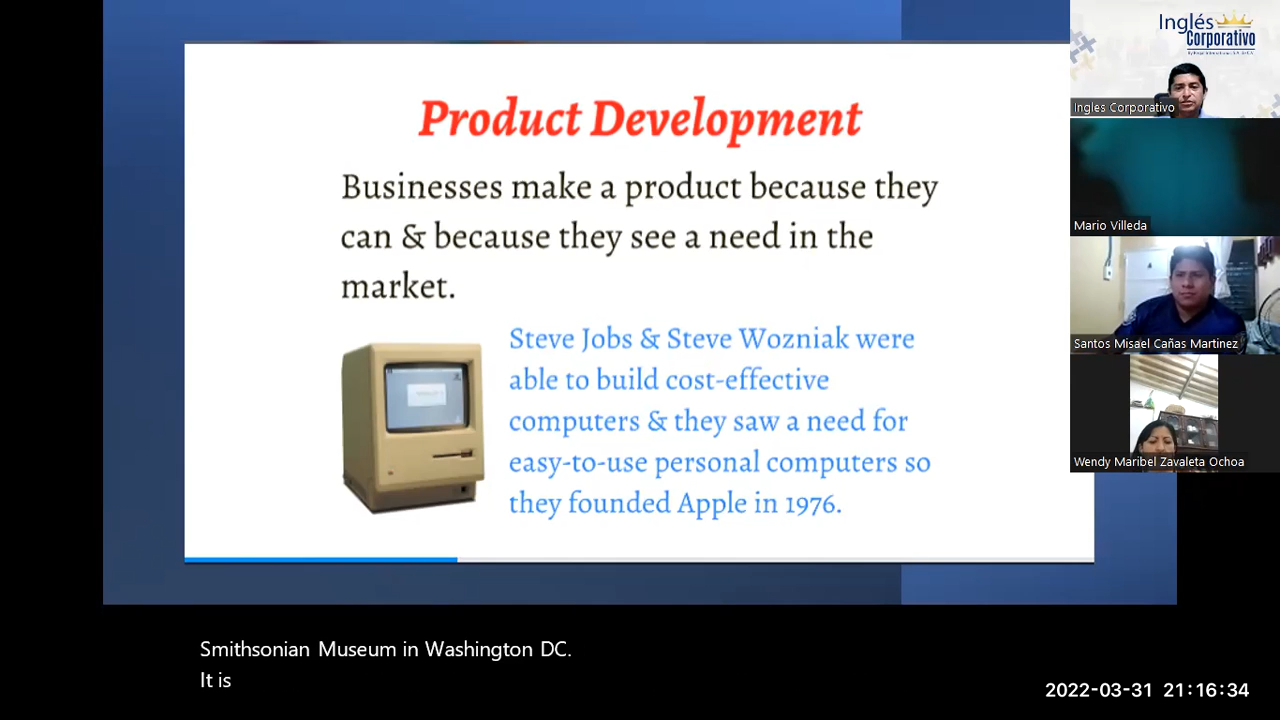 Product Development
Businesses make a product because they
can & because they see a need in the
market.
Steve Jobs & Steve Wozniak were
able to build cost-effective
computers & they saw a need for
easy-to-use personal computers so
they founded Apple in 1976.
Inglés
Corporativo
Ingles Corporativo
Mario Villeda
Santos Misael Cañas Martinez
Wendy Maribel Zavaleta Ochoa
Smithsonian Museum in Washington DC.
It is
2022-03-31 21:16:34